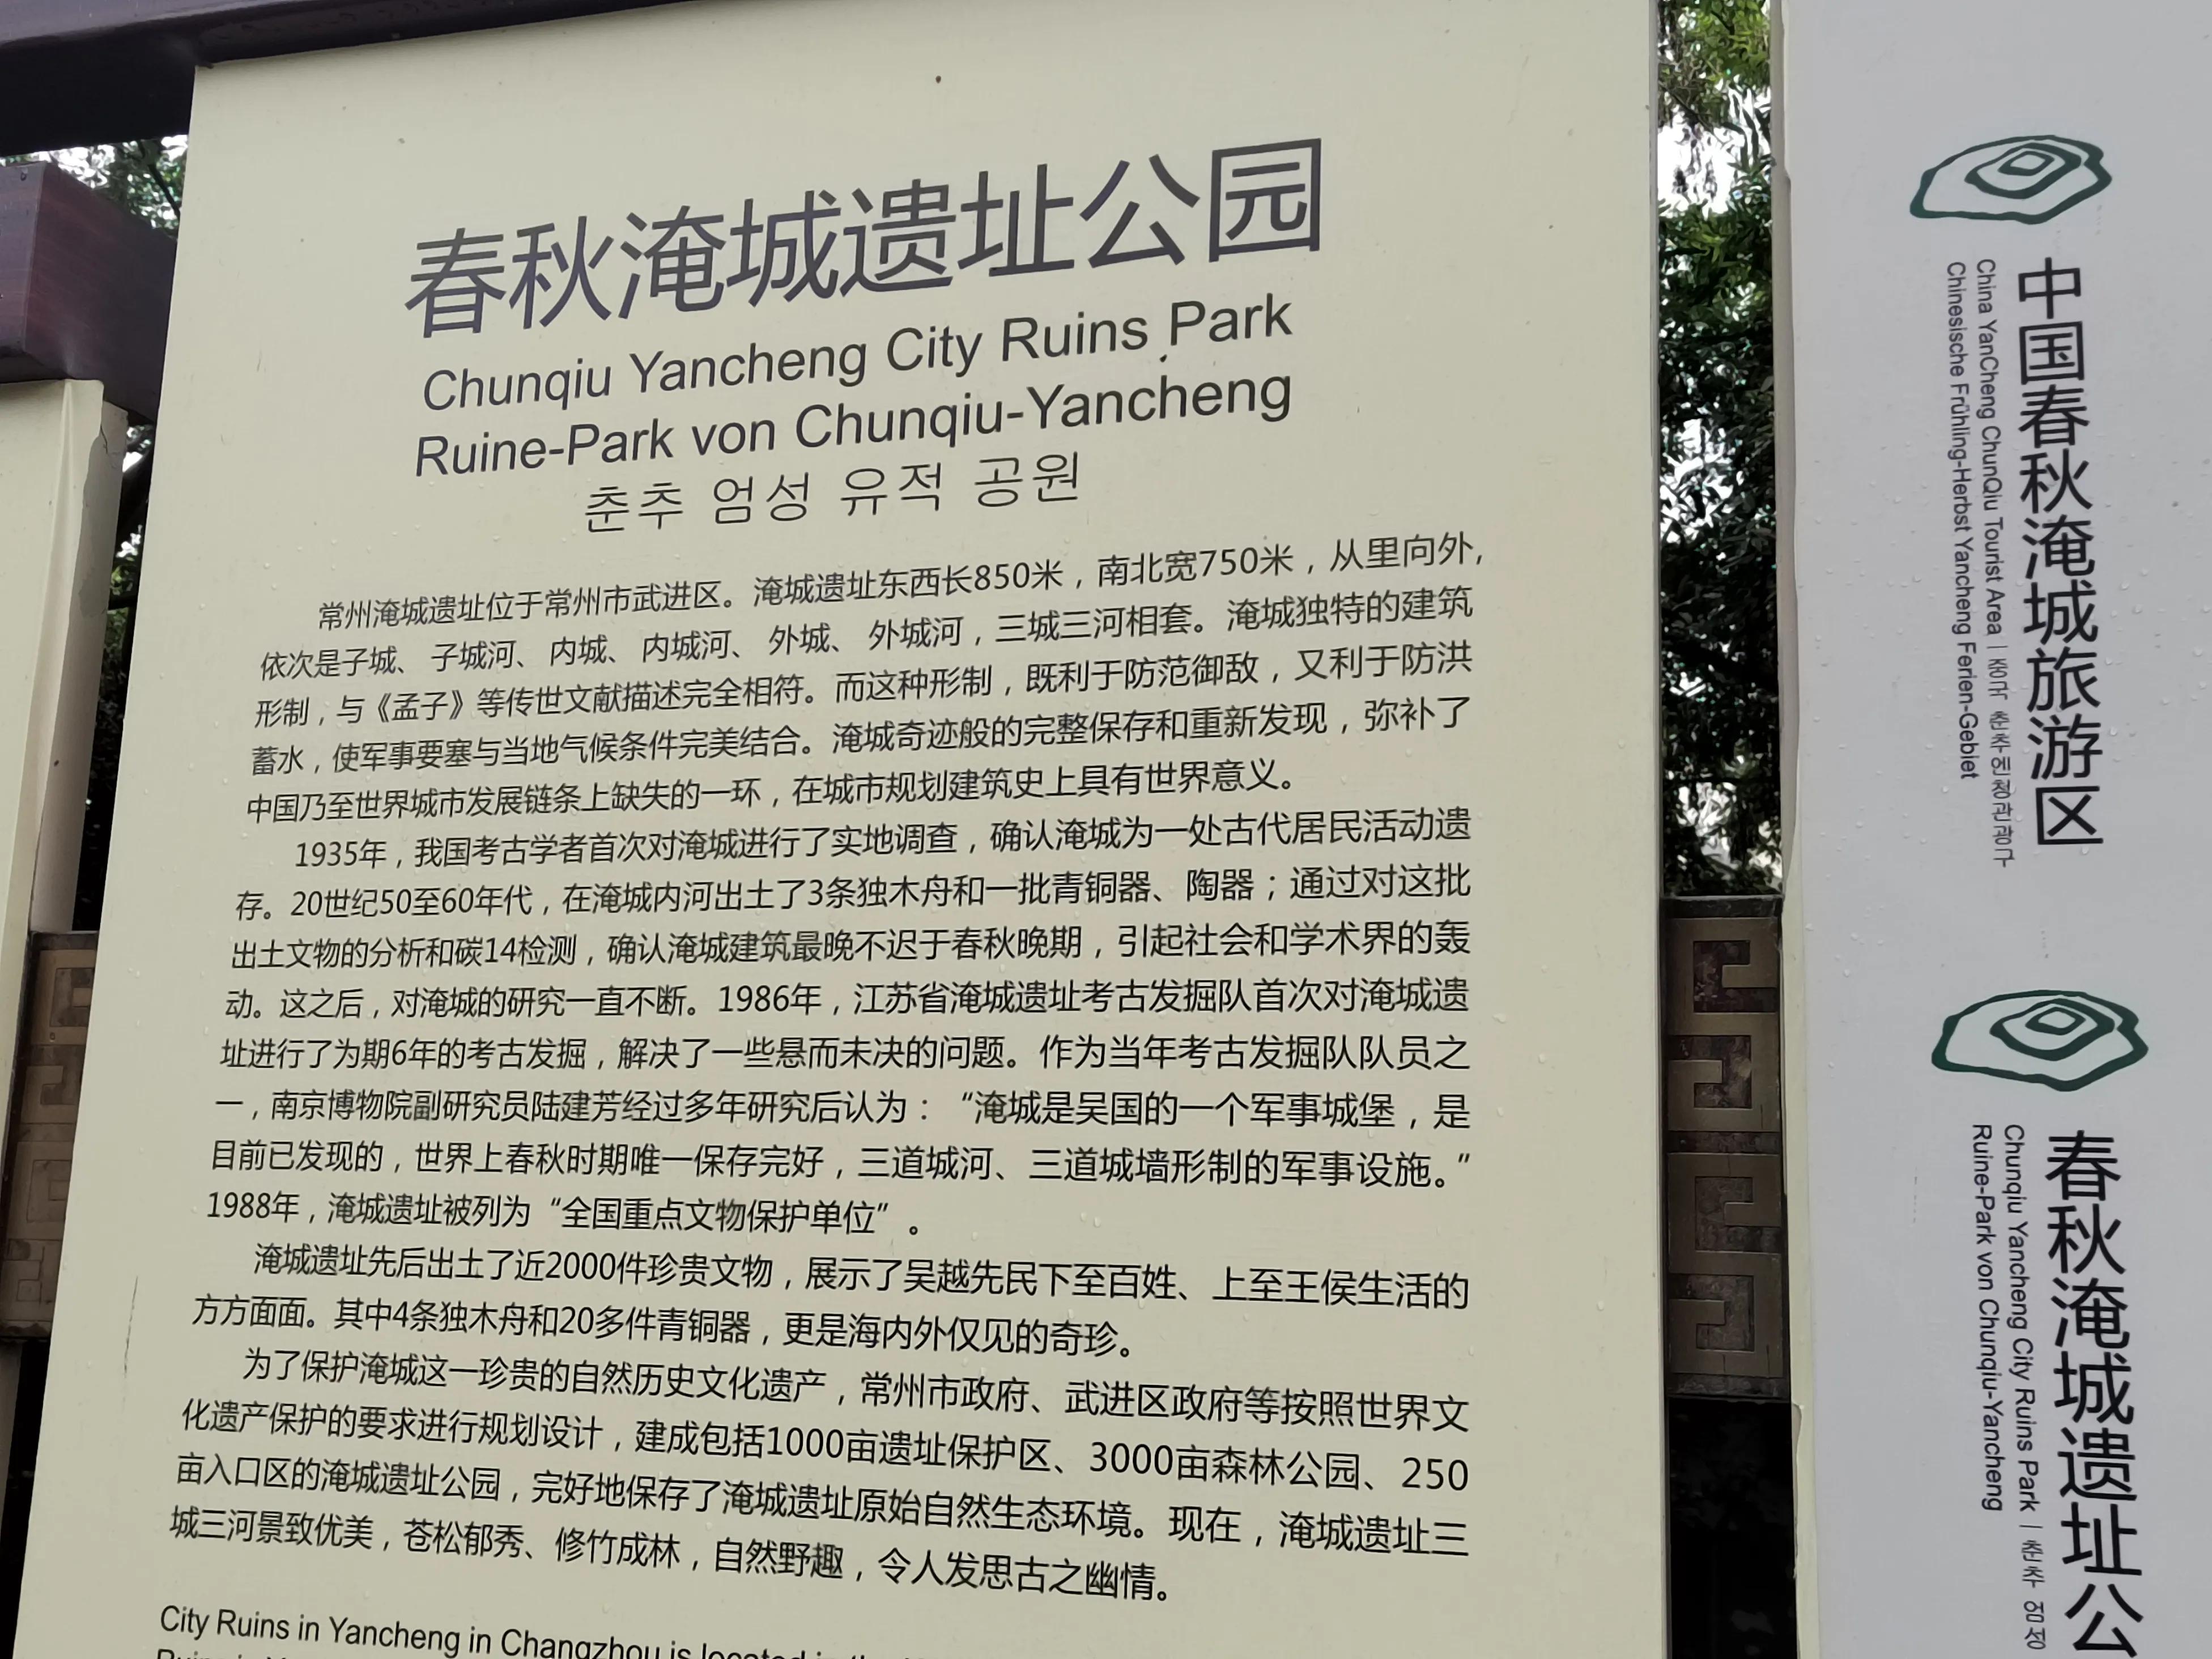 春秋淹城遗址公园
Chunqiu Yancheng City Ruins Park
Ruine-Park von Chunqiu-Yancheng
춘추 엄성 유적 공원
常州淹城遗址位于常州市武进区。淹城遗址东西长850米，南北宽750米，从里向外，
依次是子城、子城河、内城、内城河、外城、外城河，三城三河相套。淹城独特的建筑
形制，与《孟子》等传世文献描述完全相符。而这种形制，既利于防范御敌，又利于防洪
蓄水，使军事要塞与当地气候条件完美结合。淹城奇迹般的完整保存和重新发现，弥补了
中国乃至世界城市发展链条上缺失的一环，在城市规划建筑史上具有世界意义。
1935年，我国考古学者首次对淹城进行了实地调查，确认淹城为一处古代居民活动遗
存。20世纪50至60年代，在淹城内河出土了3条独木舟和一批青铜器、陶器；通过对这批
出土文物的分析和碳14检测，确认淹城建筑最晚不迟于春秋晚期，引起社会和学术界的轰
动。这之后，对淹城的研究一直不断。1986年，江苏省淹城遗址考古发掘队首次对淹城遗
址进行了为期6年的考古发掘，解决了一些悬而未决的问题。作为当年考古发掘队队员之
一，南京博物院副研究员陆建芳经过多年研究后认为：“淹城是吴国的一个军事城堡，是
目前已发现的，世界上春秋时期唯一保存完好，三道城河、三道城墙形制的军事设施。”
1988年，淹城遗址被列为“全国重点文物保护单位”。
淹城遗址先后出土了近2000件珍贵文物，展示了吴越先民下至百姓、上至王侯生活的
方方面面。其中4条独木舟和20多件青铜器，更是海内外仅见的奇珍。
为了保护淹城这一珍贵的自然历史文化遗产，常州市政府、武进区政府等按照世界文
化遗产保护的要求进行规划设计，建成包括1000亩遗址保护区、3000亩森林公园、250
亩入口区的淹城遗址公园，完好地保存了淹城遗址原始自然生态环境。现在，淹城遗址三
城三河景致优美，苍松郁秀、修竹成林，自然野趣，令人发思古之幽情。
City Ruins in Yancheng in Changzhou is located in the
中国春秋淹城旅游区
China YanCheng ChunQiu Tourist Area |
Chinesische Frühling-Herbst Yancheng Ferien-Gebiet
春秋淹城遗址公
Chunqiu Yancheng City Ruins Park | 춘추 엄성
Ruine-Park von Chunqiu-Yancheng